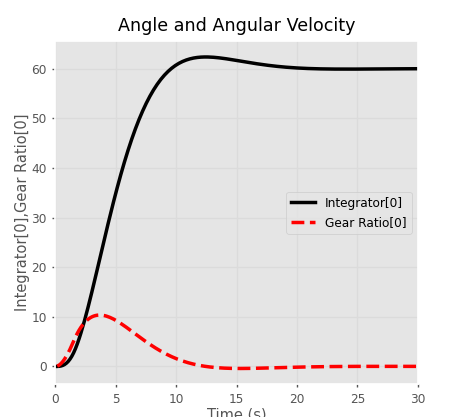 Angle and Angular Velocity
Integrator[0],Gear Ratio[0]
60
50
40
30
20
10
0
Integrator[0]
Gear Ratio[0]
0 5 10 15 20 25 30
Time (s)